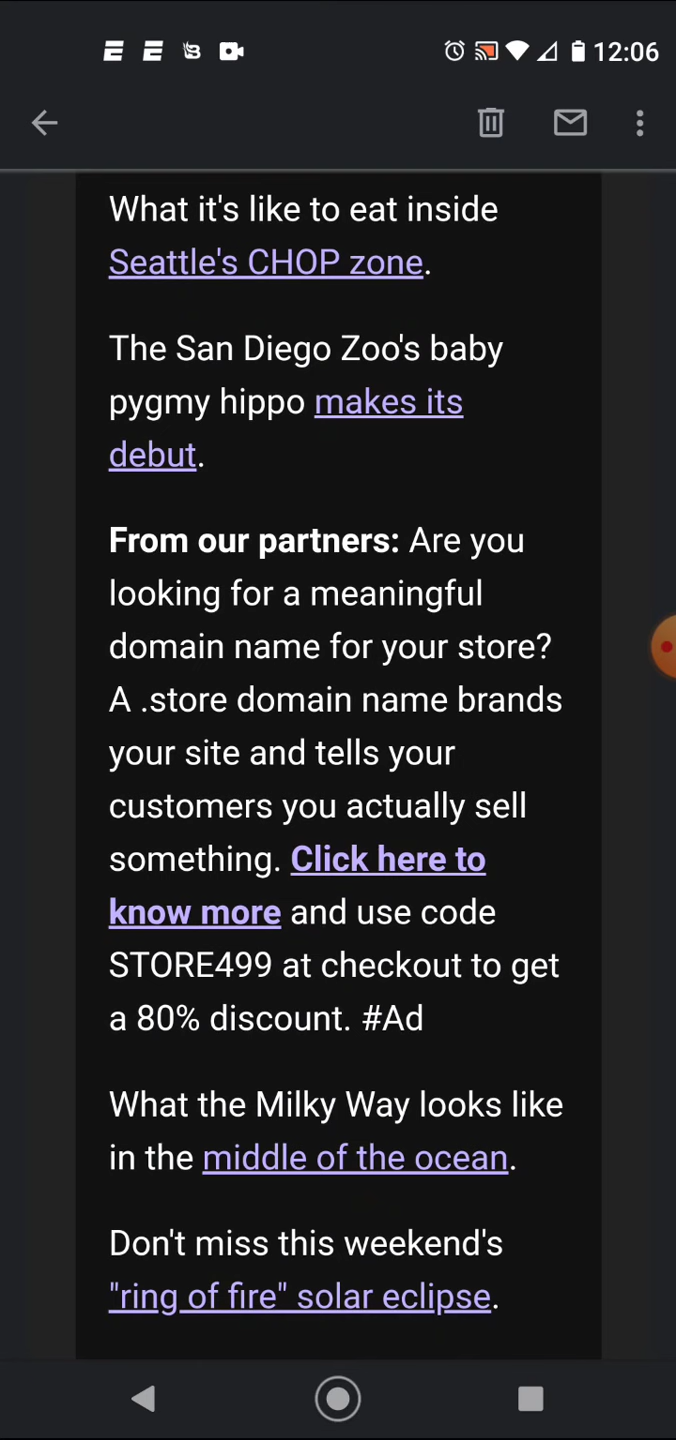 12:06
What it's like to eat inside
Seattle's CHOP zone.
The San Diego Zoo's baby
pygmy hippo makes its
debut.
From our partners: Are you
looking for a meaningful
domain name for your store?
A .store domain name brands
your site and tells your
customers you actually sell
something. Click here to
know more and use code
STORE499 at checkout to get
a 80% discount. #Ad
What the Milky Way looks like
in the middle of the ocean.
Don't miss this weekend's
"ring of fire" solar eclipse.